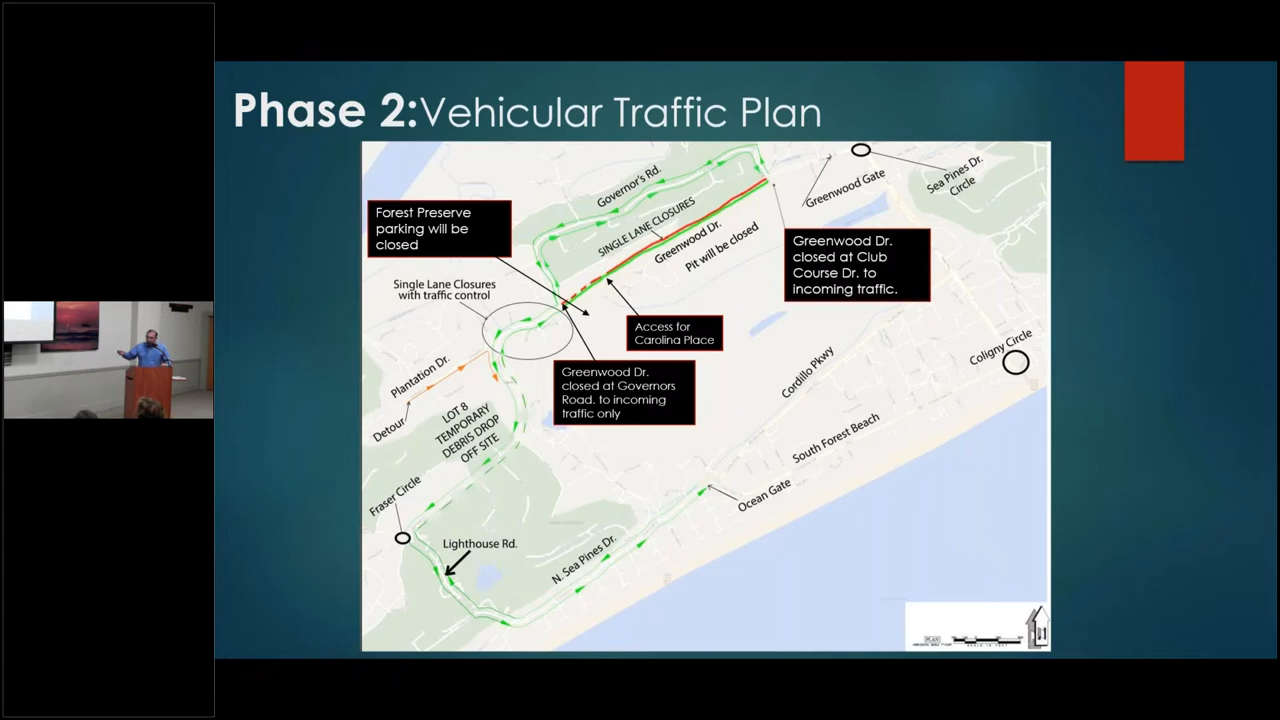 Phase 2:Vehicular Traffic Plan
Governor's Rd.
Sea Pines Dr.
Circle
Greenwood Gate
Forest Preserve
parking will be
closed
SINGLE LANE CLOSURES
Greenwood Dr.
Pit will be closed
Greenwood Dr.
closed at Club
Course Dr. to
incoming traffic.
Single Lane Closures
with traffic control
Access for
Carolina Place
Coligny Circle
Plantation Dr.
Greenwood Dr.
closed at Governors
Road. to incoming
traffic only
Cordillo Pkwy
Detour
LOT 8
TEMPORARY
DEBRIS DROP
OFF SITE
South Forest Beach
Fraser Circle
Ocean Gate
Lighthouse Rd.
N. Sea Pines Dr.
PLAN